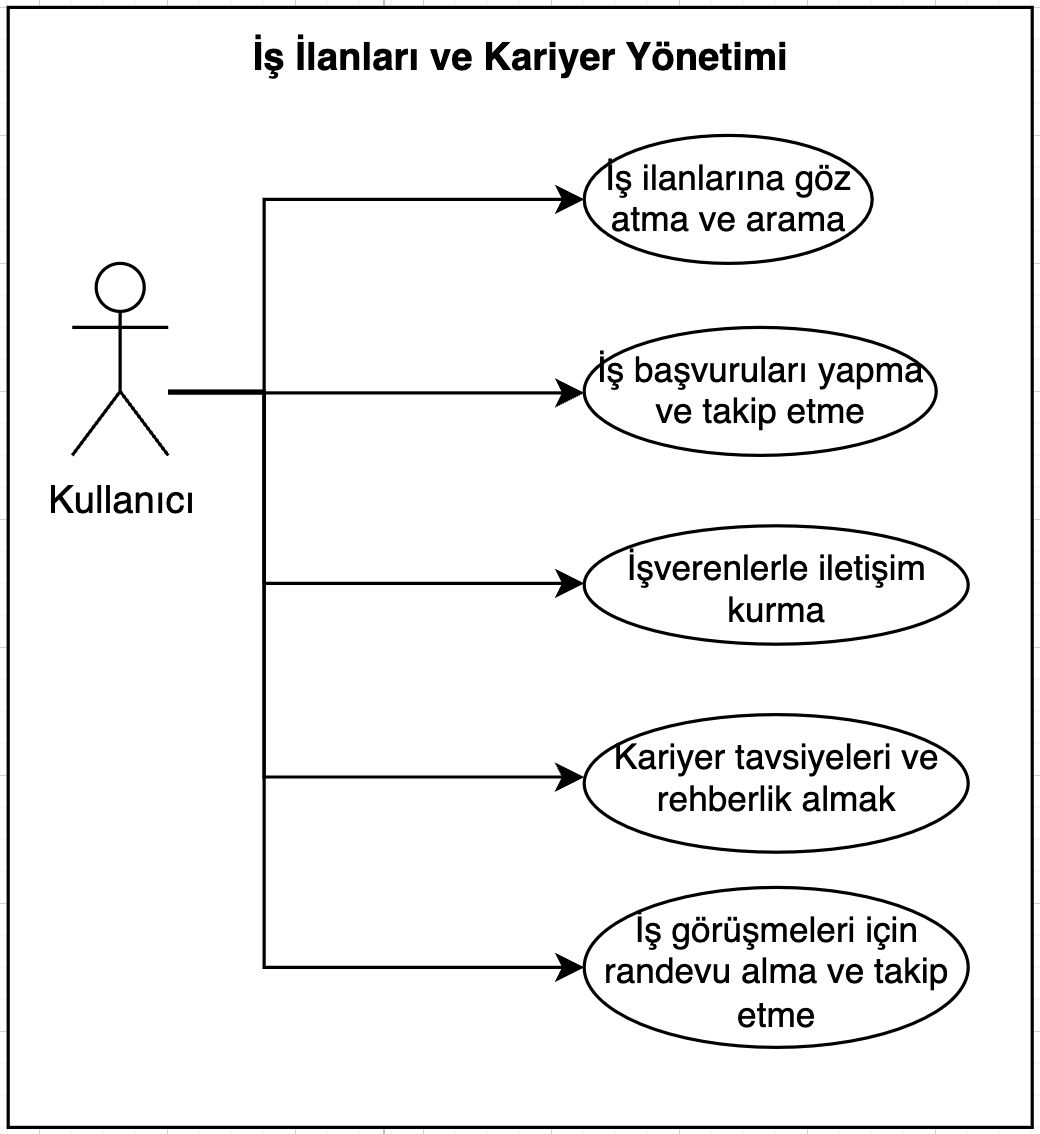 İş İlanları ve Kariyer Yönetimi
İş ilanlarına göz
atma ve arama
İş başvuruları yapma
ve takip etme
Kullanıcı
İşverenlerle iletişim
kurma
Kariyer tavsiyeleri ve
rehberlik almak
İş görüşmeleri için
randevu alma ve takip
etme